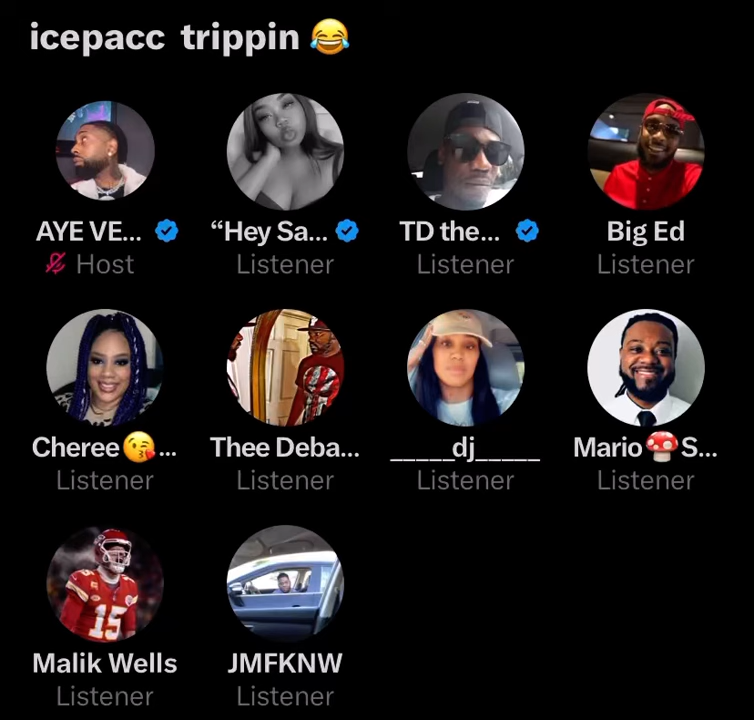 icepacc trippin 😂
AYE VE... “Hey Sa... TD the... Big Ed
Host Listener Listener Listener
Cheree😘... Thee Deba... _____dj_____ Mario🍄S...
Listener Listener Listener Listener
15
Malik Wells JMFKNW
Listener Listener